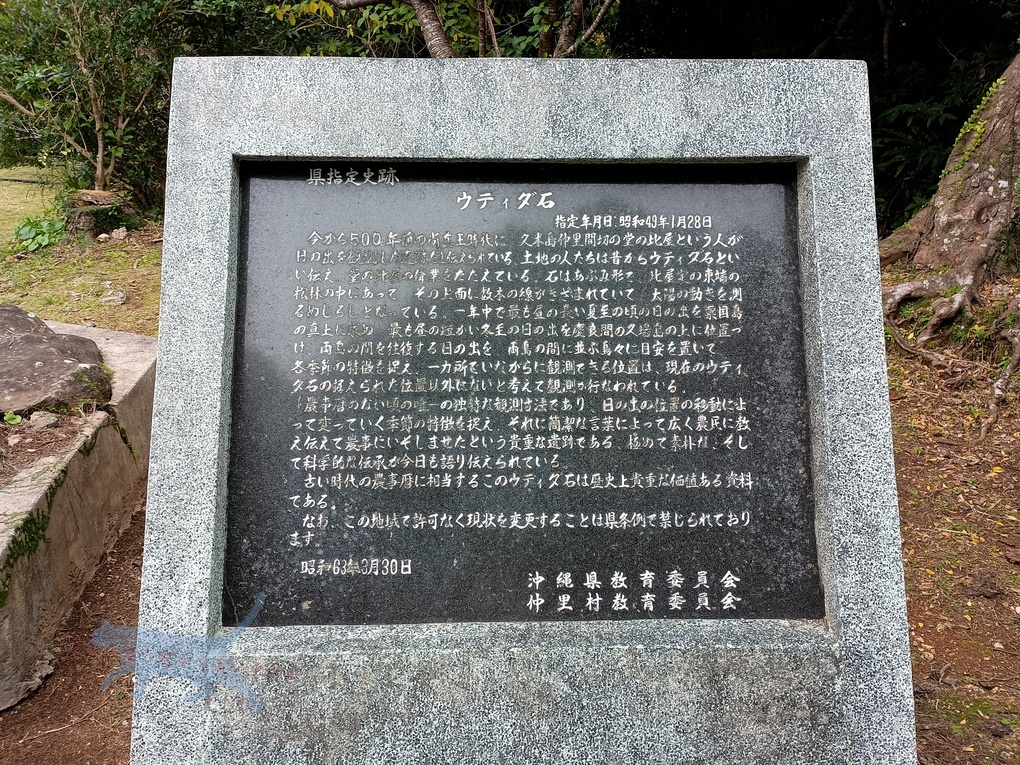 県指定史跡
ウティダ石
指定年月日 昭和49年1月28日
今から500年前の尚真王時代に、久米島仲里間切の堂の比屋という人が
日の出を観測した遺跡と伝えられている。土地の人たちは昔からウティダ石とい
い伝え、堂の比屋の偉業をたたえている。石はあぶみ形で、比屋定の東端の
松林の中にあって、その上面に数本の線がきざまれていて、太陽の動きを測
るめじるしとなっている。一年中で最も昼の長い夏至の頃の日の出を粟国島
の真上に求め、最も昼の短かい冬至の日の出を慶良間の久場島の上に位置づ
け、両島の間を往復する日の出を、両島の間に並ぶ島々に目安を置いて
各季節の特徴を捉え、一カ所でいながらに観測できる位置は、現在のウティ
ダ石の据えられた位置以外にないと考えて観測が行なわれている。
農事暦のない頃の唯一の独特な観測方法であり、日の出の位置の移動によ
って変っていく季節の特徴を捉え、それに簡潔な言葉によって広く農民に教
え伝えて農事にいそしませたという貴重な遺跡である。極めて素朴な、そし
て科学的な伝承が今日も語り伝えられている。
古い時代の農事暦に相当するこのウティダ石は歴史上貴重な価値ある資料
である。
なお、この地域で許可なく現状を変更することは県条例で禁じられており
ます。
昭和63年3月30日
沖縄県教育委員会
仲里村教育委員会